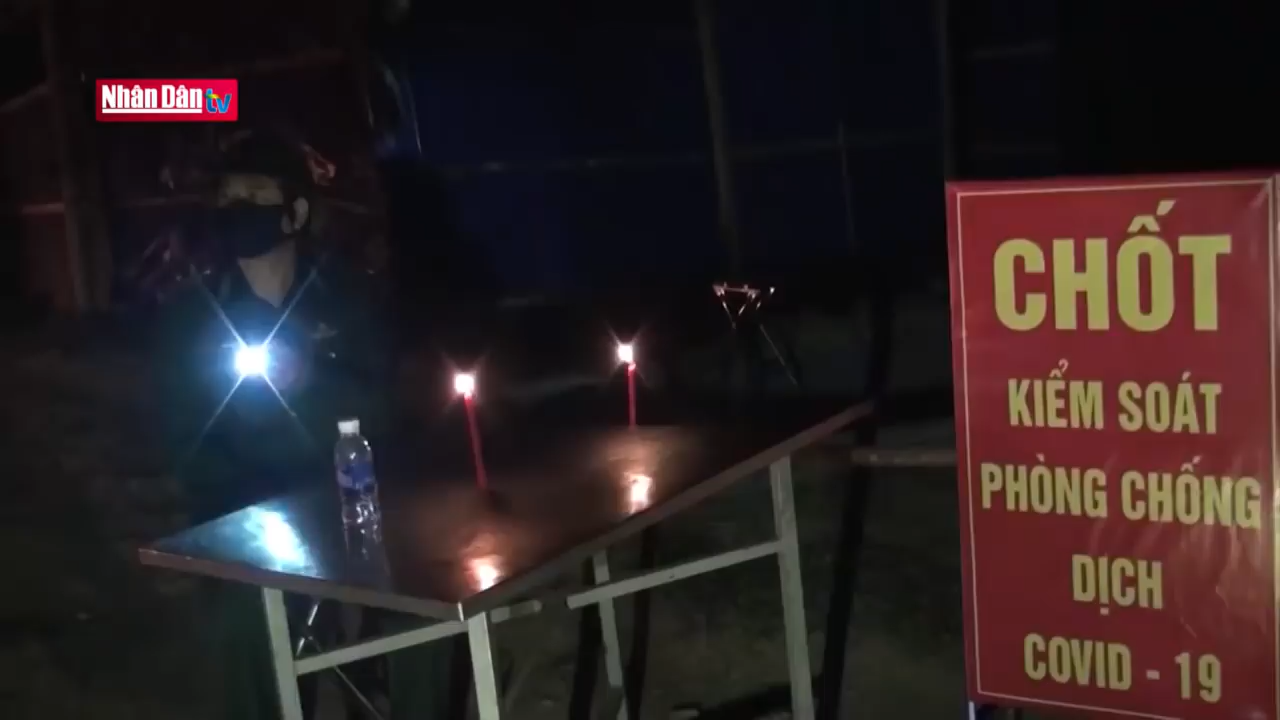 Nhân Dân tv
CHỐT
KIỂM SOÁT
PHÒNG CHỐNG
DỊCH
COVID - 19